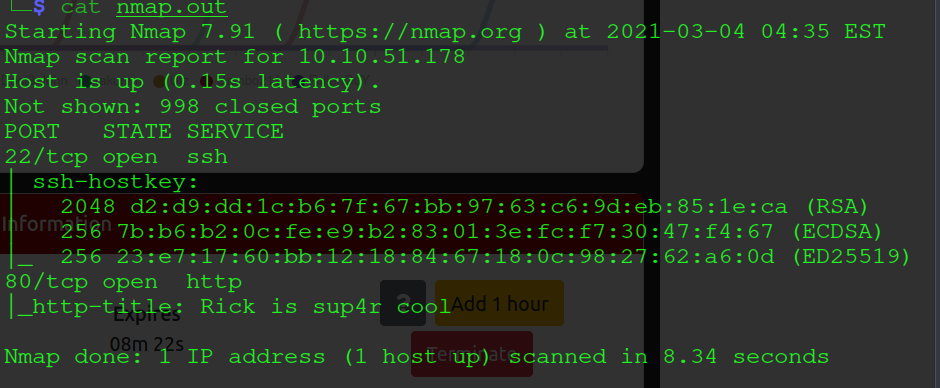 └─$ cat nmap.out
Starting Nmap 7.91 ( https://nmap.org ) at 2021-03-04 04:35 EST
Nmap scan report for 10.10.51.178
Host is up (0.15s latency).
Not shown: 998 closed ports
PORT   STATE SERVICE
22/tcp open  ssh
| ssh-hostkey:
|   2048 d2:d9:dd:1c:b6:7f:67:bb:97:63:c6:9d:eb:85:1e:ca (RSA)
Information
|   256 7b:b6:b2:0c:fe:e9:b2:83:01:3e:fc:f7:30:47:f4:67 (ECDSA)
|_  256 23:e7:17:60:bb:12:18:84:67:18:0c:98:27:62:a6:0d (ED25519)
80/tcp open  http
|_http-title: Rick is sup4r cool
? Add 1 hour
Expires
08m 22s
Terminate
Nmap done: 1 IP address (1 host up) scanned in 8.34 seconds